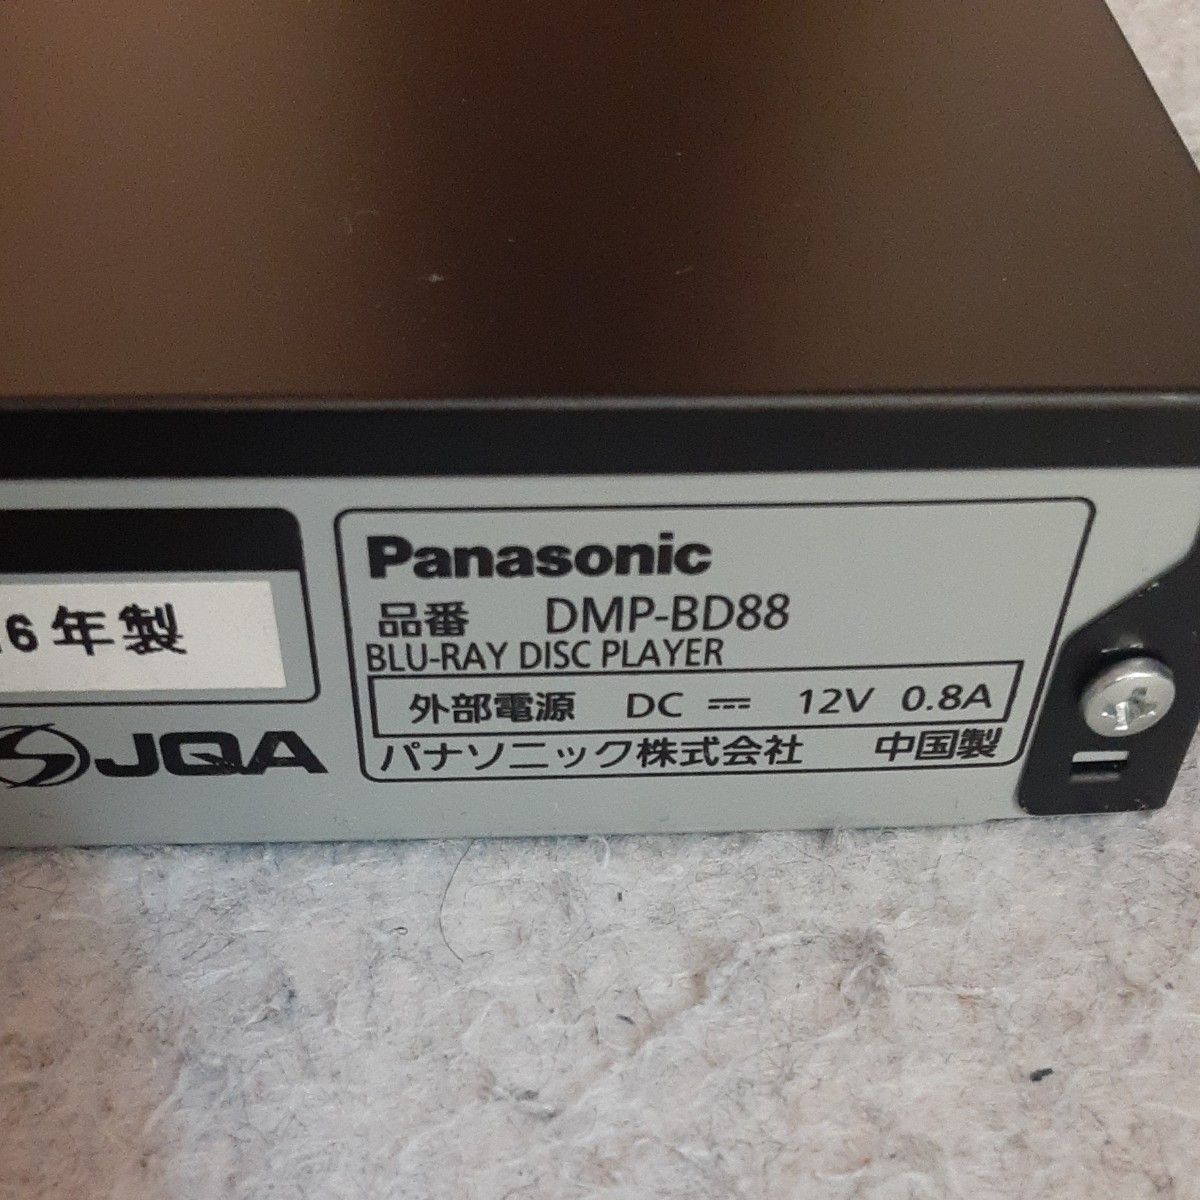 6年製
JQA
Panasonic
品番 DMP-BD88
BLU-RAY DISC PLAYER
外部電源 DC ⎓ 12V 0.8A
パナソニック株式会社 中国製